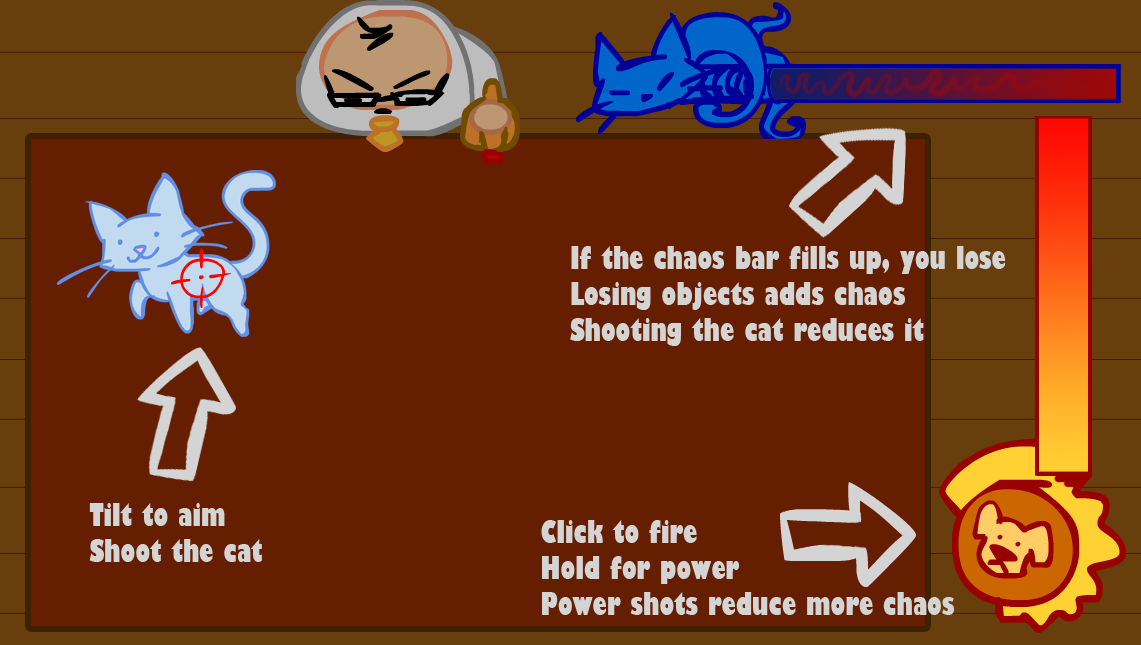 If the chaos bar fills up, you lose
Losing objects adds chaos
Shooting the cat reduces it
Tilt to aim
Shoot the cat
Click to fire
Hold for power
Power shots reduce more chaos